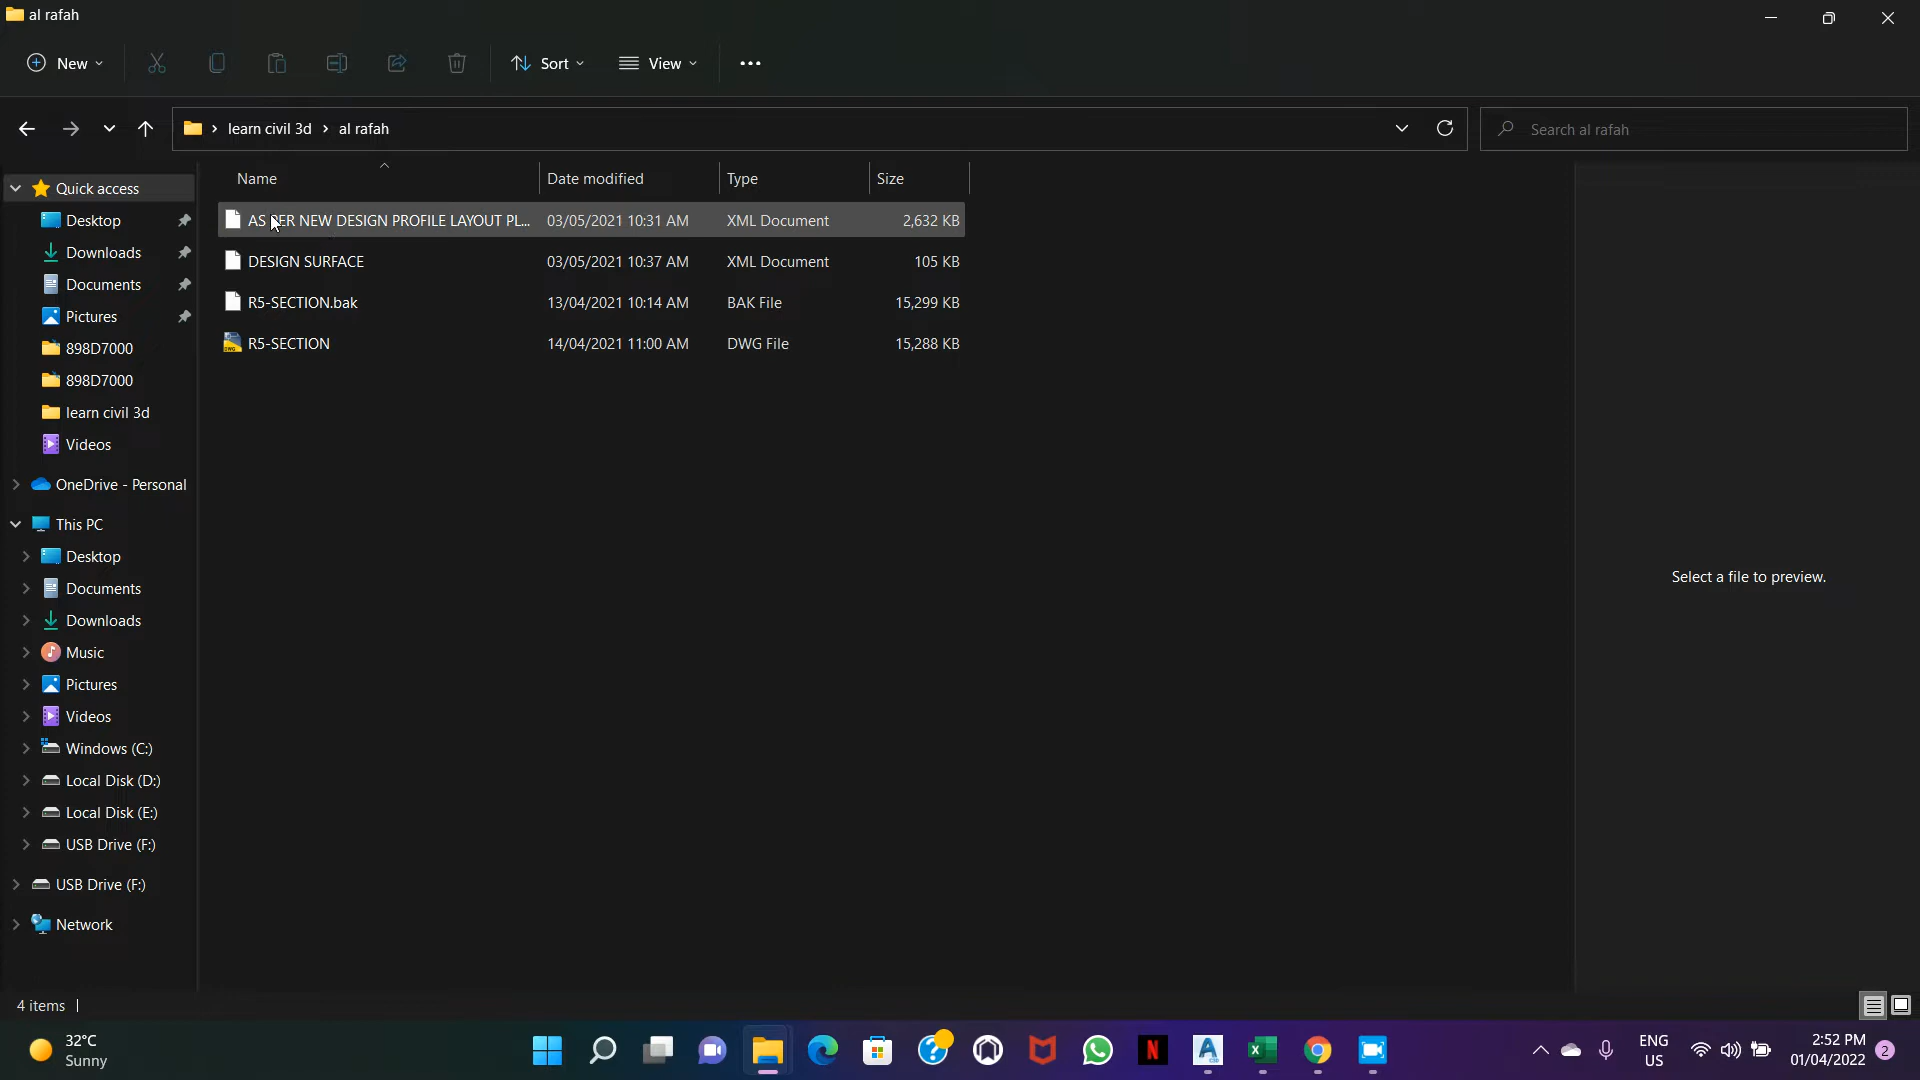 al rafah
New
Sort
View
learn civil 3d
al rafah
Search al rafah
Name
Date modified
Type
Size
AS PER NEW DESIGN PROFILE LAYOUT PL... 03/05/2021 10:31 AM XML Document 2,632 KB
DESIGN SURFACE 03/05/2021 10:37 AM XML Document 105 KB
R5-SECTION.bak 13/04/2021 10:14 AM BAK File 15,299 KB
R5-SECTION 14/04/2021 11:00 AM DWG File 15,288 KB
Quick access
Desktop
Downloads
Documents
Pictures
898D7000
898D7000
learn civil 3d
Videos
OneDrive - Personal
This PC
Desktop
Documents
Downloads
Music
Pictures
Videos
Windows (C:)
Local Disk (D:)
Local Disk (E:)
USB Drive (F:)
USB Drive (F:)
Network
Select a file to preview.
4 items
32°C
Sunny
ENG
US
2:52 PM
01/04/2022
2